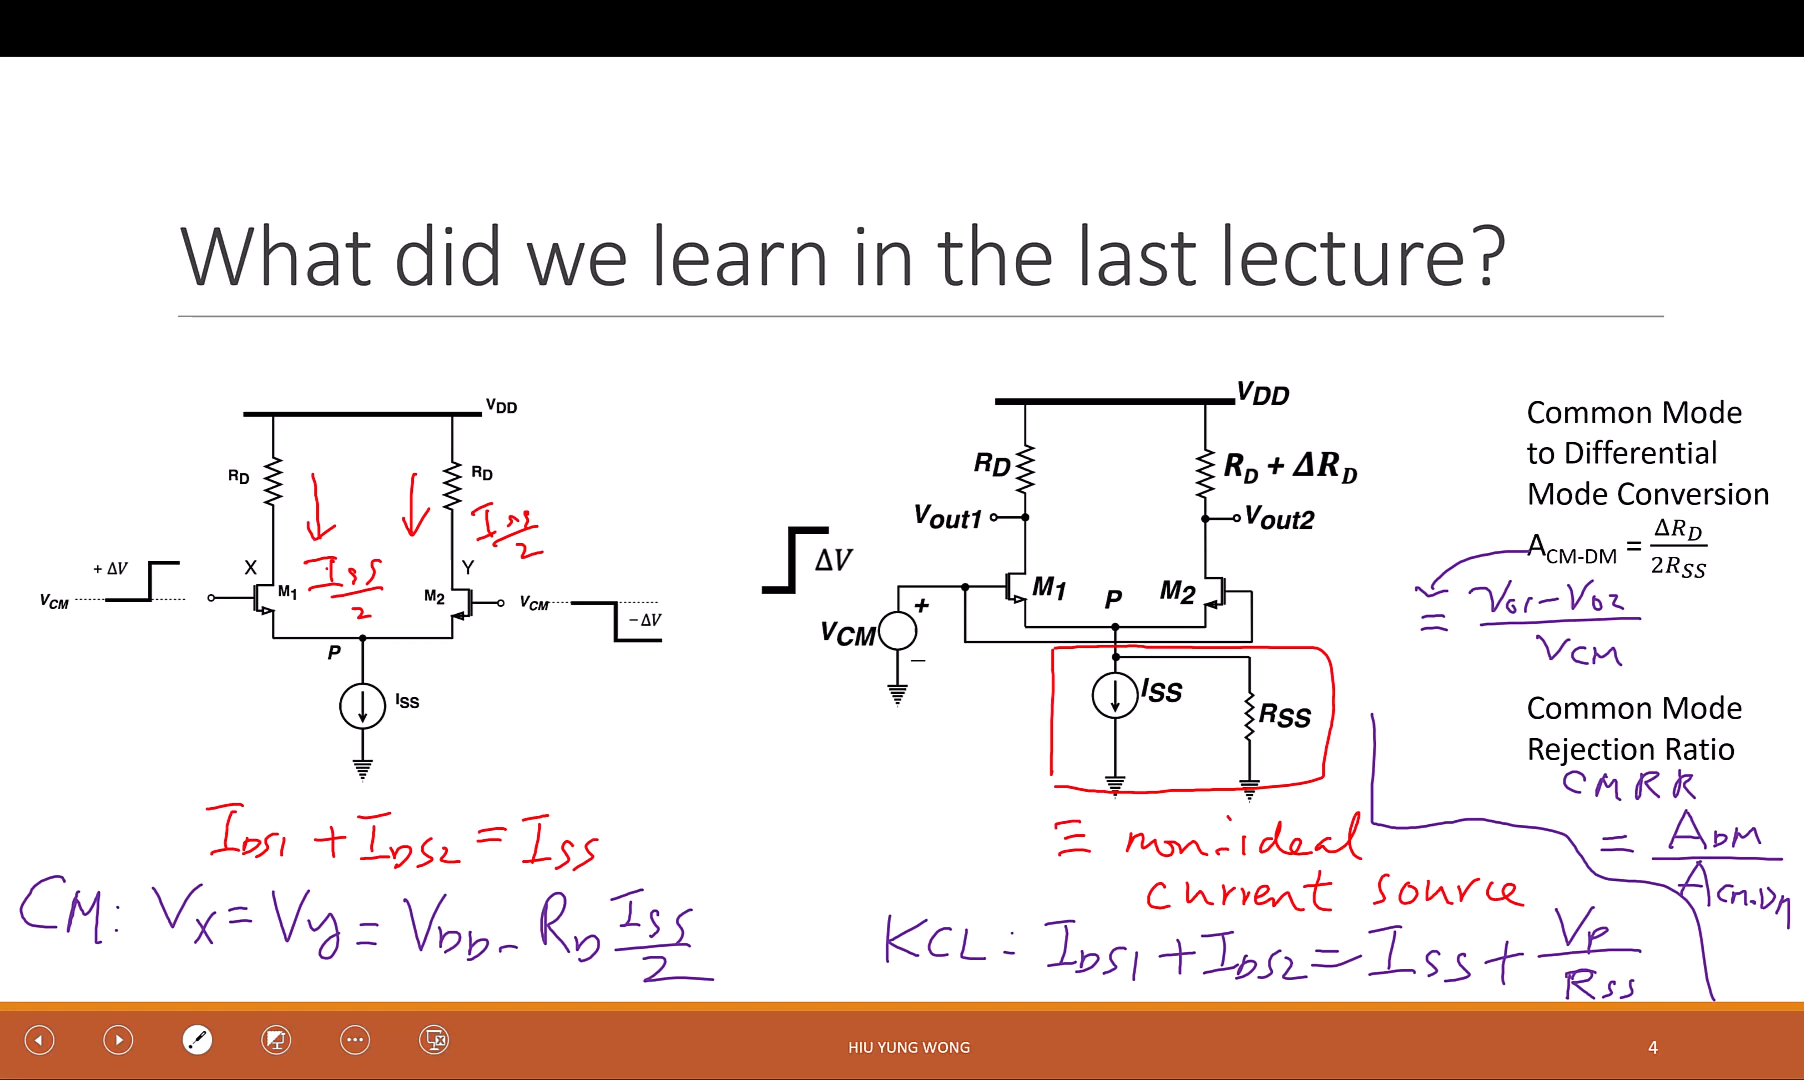 What did we learn in the last lecture?
VDD
RD
RD
ISS/2
ISS/2
X
Y
+ ΔV
VCM
M1
M2
VCM
− ΔV
P
ISS
IDS1 + IDS2 = ISS
CM: Vx = Vy = VDD - RD ISS/2
VDD
RD
RD + ΔRD
Vout1
Vout2
ΔV
M1
P
M2
+
VCM
−
ISS
RSS
≡ non-ideal
current source
KCL: IDS1 + IDS2 = ISS + VP/RSS
Common Mode
to Differential
Mode Conversion
ACM-DM = ΔRD/2RSS
≡ Vo1 - Vo2/VCM
Common Mode
Rejection Ratio
CMRR
= ADM/ACM-DM
HIU YUNG WONG
4